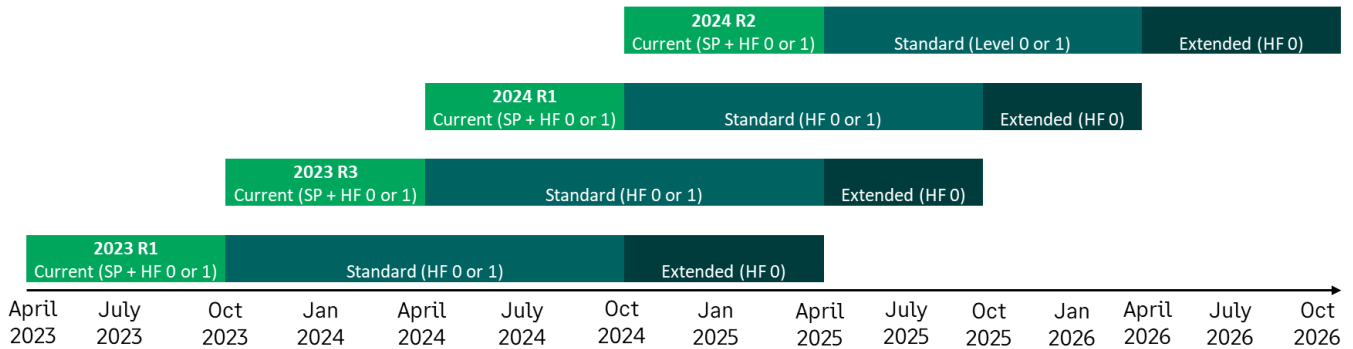 2024 R2
Current (SP + HF 0 or 1)
Standard (Level 0 or 1)
Extended (HF 0)
2024 R1
Current (SP + HF 0 or 1)
Standard (HF 0 or 1)
Extended (HF 0)
2023 R3
Current (SP + HF 0 or 1)
Standard (HF 0 or 1)
Extended (HF 0)
2023 R1
Current (SP + HF 0 or 1)
Standard (HF 0 or 1)
Extended (HF 0)
April
2023
July
2023
Oct
2023
Jan
2024
April
2024
July
2024
Oct
2024
Jan
2025
April
2025
July
2025
Oct
2025
Jan
2026
April
2026
July
2026
Oct
2026